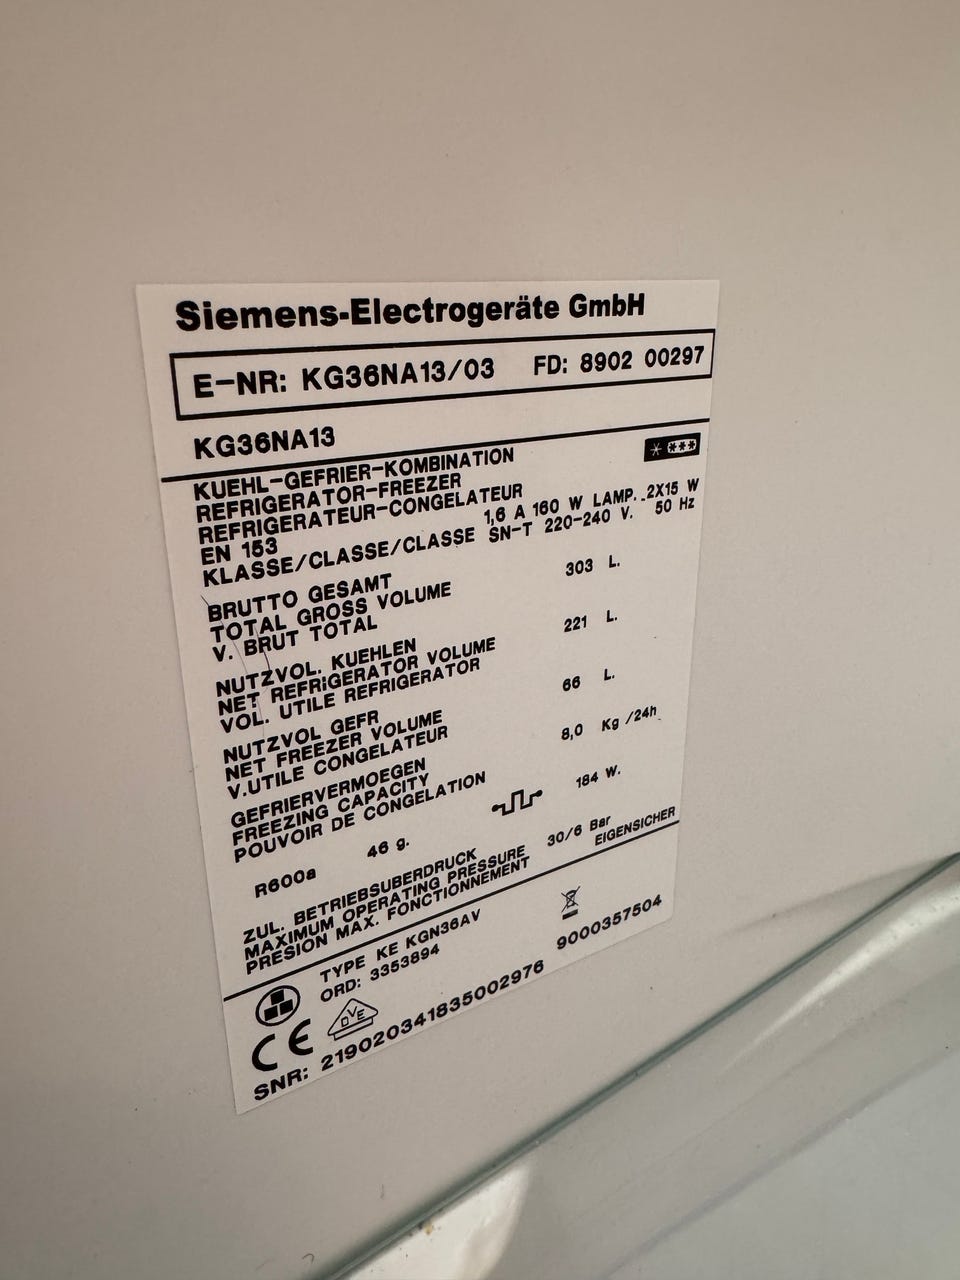 Siemens-Electrogeräte GmbH
E-NR: KG36NA13/03 FD: 8902 00297
KG36NA13
KUEHL-GEFRIER-KOMBINATION
REFRIGERATOR-FREEZER
REFRIGERATEUR-CONGELATEUR
EN 153 1,6 A 160 W LAMP. 2X15 W
KLASSE/CLASSE/CLASSE SN-T 220-240 V. 50 Hz
BRUTTO GESAMT
TOTAL GROSS VOLUME 303 L.
V. BRUT TOTAL
NUTZVOL. KUEHLEN
NET REFRIGERATOR VOLUME 221 L.
VOL. UTILE REFRIGERATOR
NUTZVOL GEFR
NET FREEZER VOLUME 66 L.
V.UTILE CONGELATEUR
GEFRIERVERMOEGEN
FREEZING CAPACITY 8,0 Kg /24h
POUVOIR DE CONGELATION
R600a 46 g. 184 W.
ZUL. BETRIEBSUBERDRUCK
MAXIMUM OPERATING PRESSURE 30/6 Bar
PRESION MAX. FONCTIONNEMENT EIGENSICHER
TYPE KE KGN36AV
ORD: 3353894
DVE
CE
9000357504
SNR: 219020341835002976